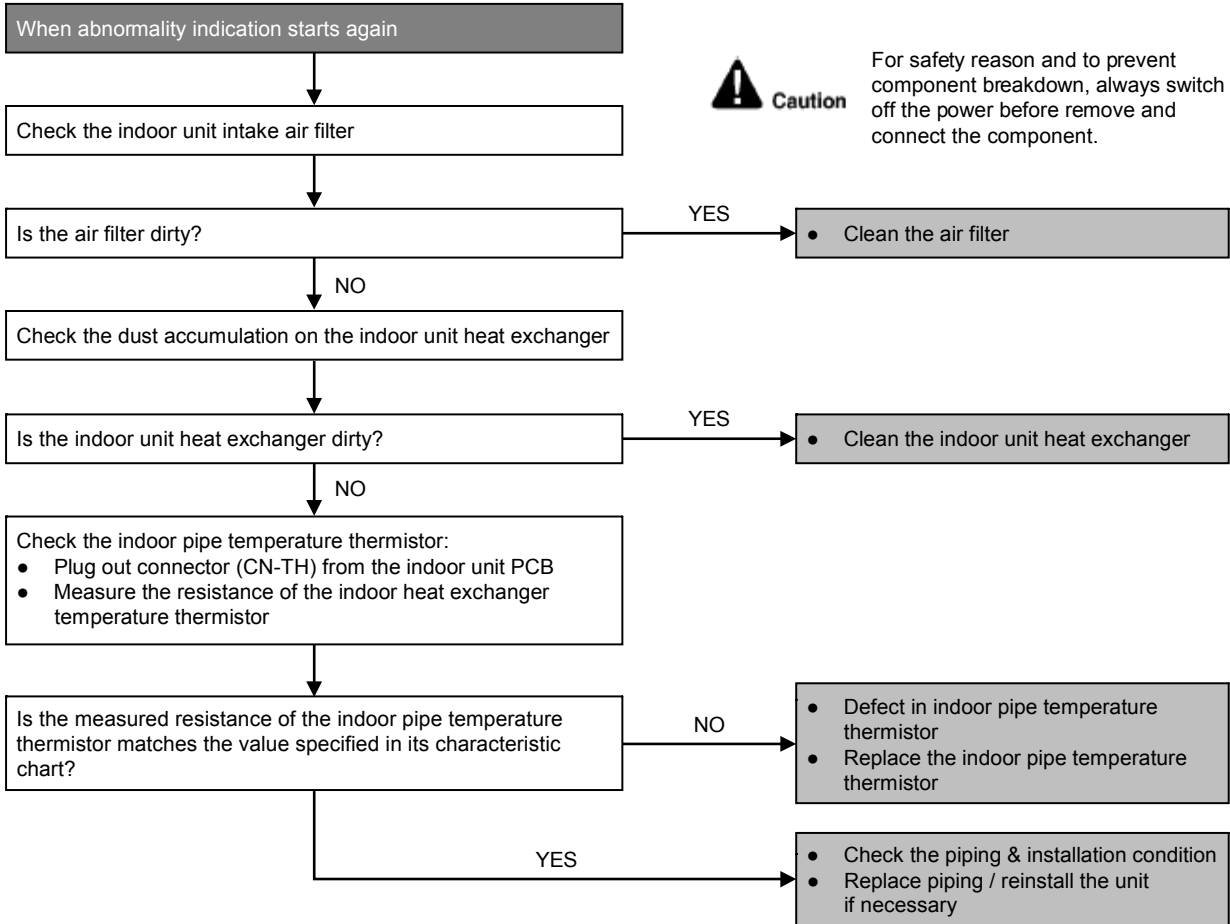 When abnormality indication starts again
Caution
For safety reason and to prevent
component breakdown, always switch
off the power before remove and
connect the component.
Check the indoor unit intake air filter
Is the air filter dirty?
YES
● Clean the air filter
NO
Check the dust accumulation on the indoor unit heat exchanger
Is the indoor unit heat exchanger dirty?
YES
● Clean the indoor unit heat exchanger
NO
Check the indoor pipe temperature thermistor:
● Plug out connector (CN-TH) from the indoor unit PCB
● Measure the resistance of the indoor heat exchanger
temperature thermistor
Is the measured resistance of the indoor pipe temperature
thermistor matches the value specified in its characteristic
chart?
NO
● Defect in indoor pipe temperature
thermistor
● Replace the indoor pipe temperature
thermistor
YES
● Check the piping & installation condition
● Replace piping / reinstall the unit
if necessary